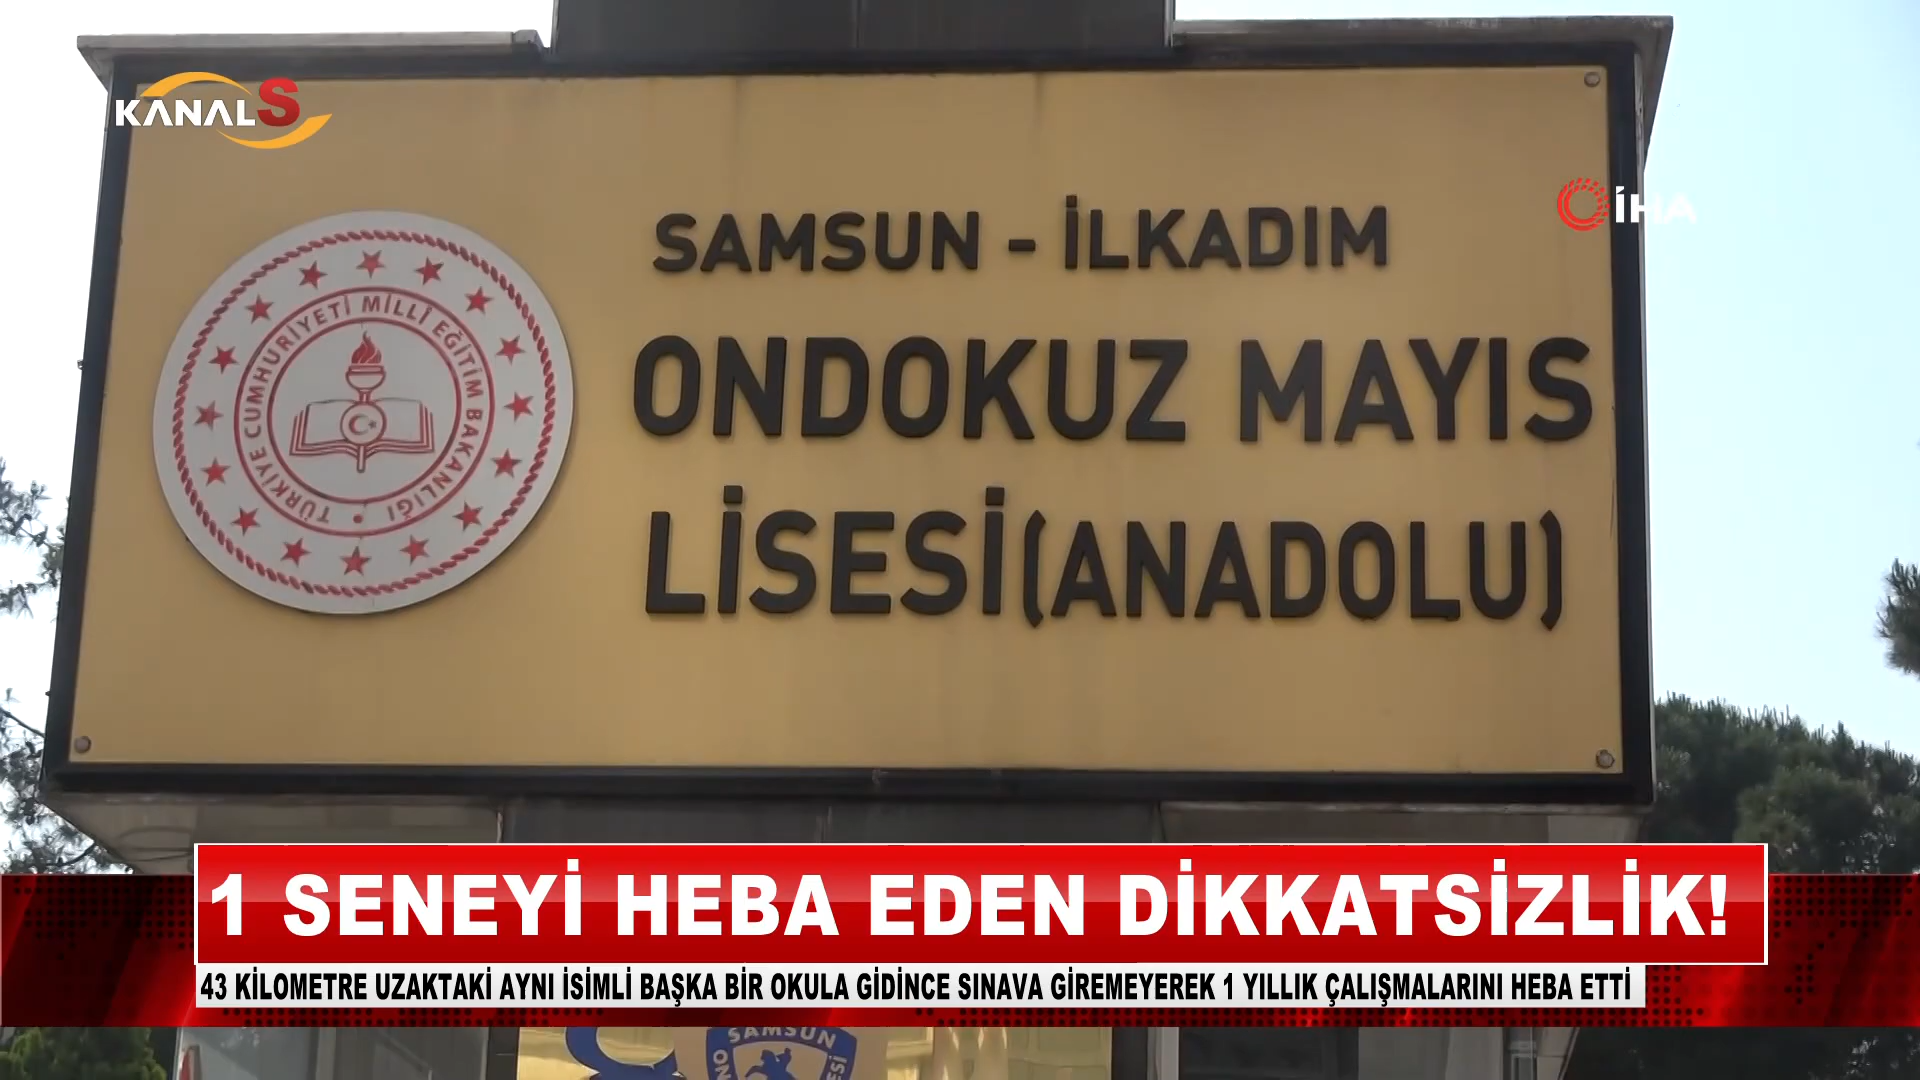 KANAL S
İHA
SAMSUN - İLKADIM
ONDOKUZ MAYIS
LİSESİ(ANADOLU)
TÜRKİYE CUMHURİYETİ MİLLÎ EĞİTİM BAKANLIĞI
1 SENEYİ HEBA EDEN DİKKATSİZLİK!
43 KİLOMETRE UZAKTAKİ AYNI İSİMLİ BAŞKA BİR OKULA GİDİNCE SINAVA GİREMEYEREK 1 YILLIK ÇALIŞMALARINI HEBA ETTİ
SAMSUN